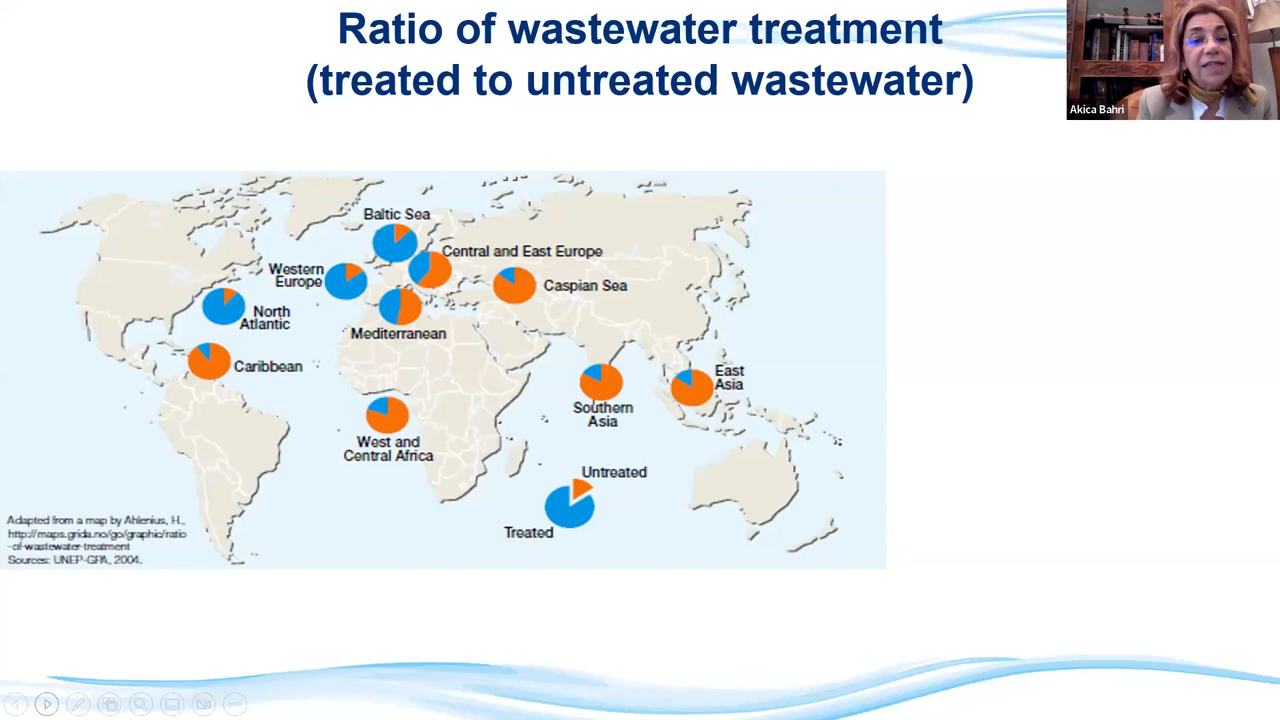 Ratio of wastewater treatment
(treated to untreated wastewater)
Akica Bahri
Baltic Sea
Central and East Europe
Western
Europe
Caspian Sea
North
Atlantic
Mediterranean
Caribbean
East
Asia
Southern
Asia
West and
Central Africa
Untreated
Treated
Adapted from a map by Ahlenius, H.,
http://maps.grida.no/go/graphic/ratio
-of-wastewater-treatment
Sources: UNEP-GPA, 2004.